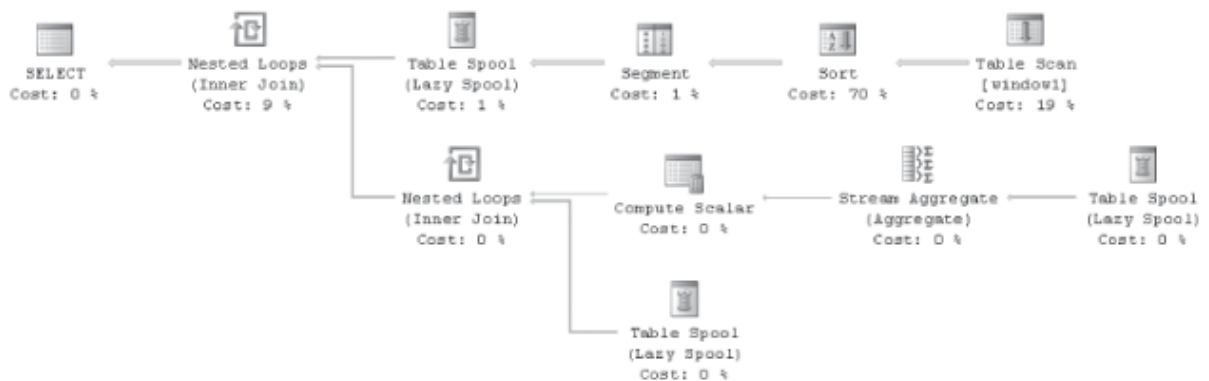 SELECT
Cost: 0 %
Nested Loops
(Inner Join)
Cost: 9 %
Table Spool
(Lazy Spool)
Cost: 1 %
Segment
Cost: 1 %
Sort
Cost: 70 %
Table Scan
[window1]
Cost: 19 %
Nested Loops
(Inner Join)
Cost: 0 %
Compute Scalar
Cost: 0 %
Stream Aggregate
(Aggregate)
Cost: 0 %
Table Spool
(Lazy Spool)
Cost: 0 %
Table Spool
(Lazy Spool)
Cost: 0 %